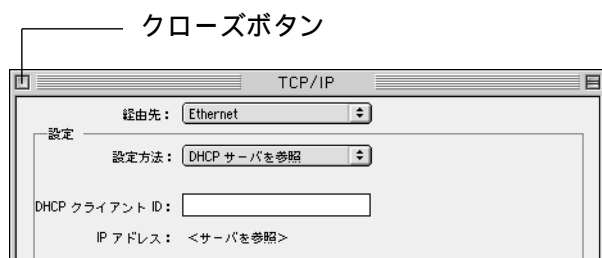 クローズボタン
TCP/IP
経由先： Ethernet
設定
設定方法： DHCP サーバを参照
DHCP クライアント ID：
IP アドレス： <サーバを参照>